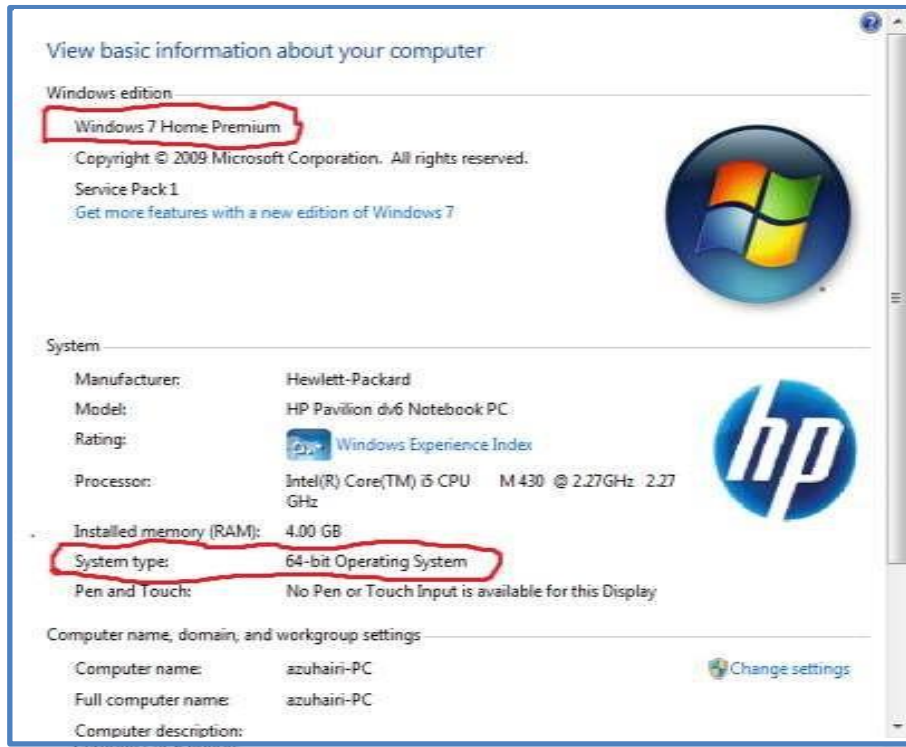 View basic information about your computer
Windows edition
Windows 7 Home Premium
Copyright © 2009 Microsoft Corporation. All rights reserved.
Service Pack 1
Get more features with a new edition of Windows 7
System
Manufacturer: Hewlett-Packard
Model: HP Pavilion dv6 Notebook PC
Rating: Windows Experience Index
Processor: Intel(R) Core(TM) i5 CPU M 430 @ 2.27GHz 2.27
GHz
Installed memory (RAM): 4.00 GB
System type: 64-bit Operating System
Pen and Touch: No Pen or Touch Input is available for this Display
hp
Computer name, domain, and workgroup settings
Computer name: azuhairi-PC
Change settings
Full computer name: azuhairi-PC
Computer description: